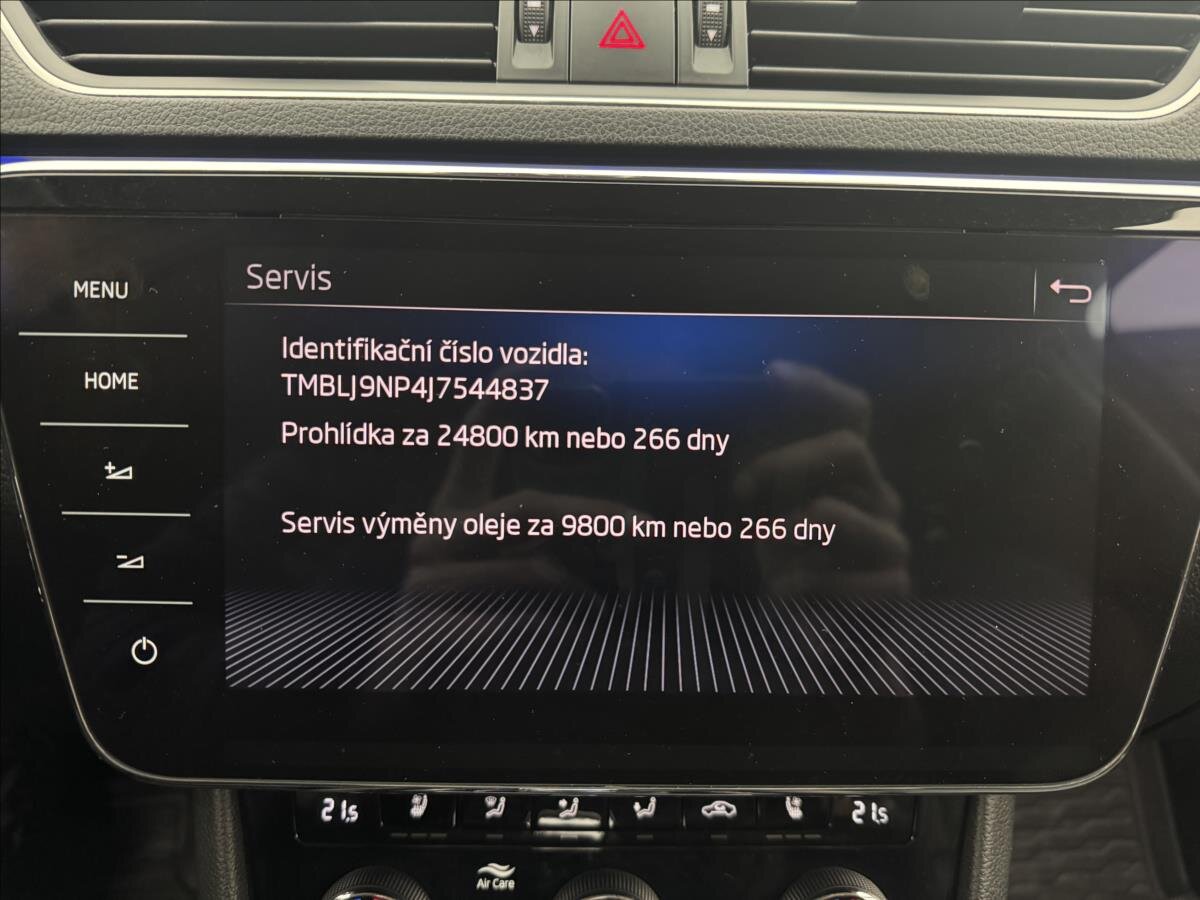 Servis
MENU
Identifikační číslo vozidla:
TMBLJ9NP4J7544837
HOME
Prohlídka za 24800 km nebo 266 dny
Servis výměny oleje za 9800 km nebo 266 dny
21.5
21.5
Air Care